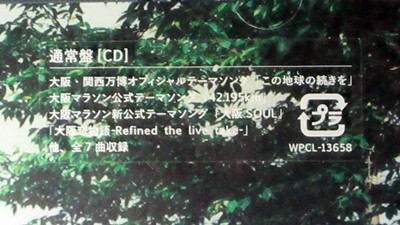 通常盤[CD]
大阪・関西万博オフィシャルテーマソング「この地球の続きを」
大阪マラソン公式テーマソング「42.195km」
大阪マラソン新公式テーマソング「大阪SOUL」
「大阪恋物語-Refined the live take-」
他、全7曲収録
プラ
WPCL-13658